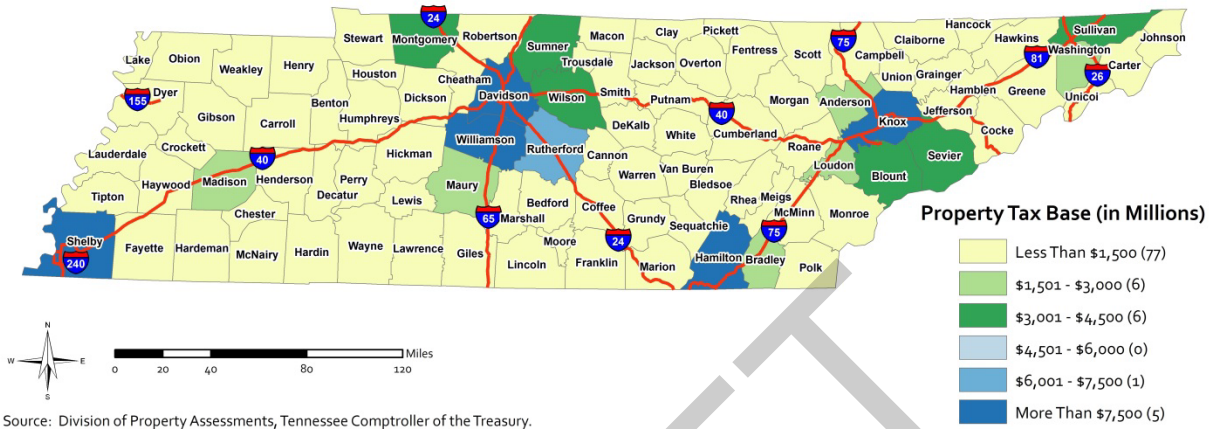 24
Stewart
Montgomery
Robertson
Sumner
Macon
Clay
Pickett
Fentress
Scott
75
Campbell
Claiborne
Hancock
Hawkins
Sullivan
Johnson
81
Washington
Carter
26
Unicoi
Greene
Lake
Obion
Weakley
Henry
Houston
Cheatham
Trousdale
Jackson
Overton
Union
Grainger
Hamblen
155
Dyer
Gibson
Carroll
Benton
Humphreys
Dickson
Davidson
Wilson
Smith
Putnam
40
Morgan
Anderson
Knox
Jefferson
Cocke
Cumberland
Roane
Lauderdale
Crockett
40
Williamson
Rutherford
DeKalb
White
Hickman
Cannon
Loudon
Sevier
Blount
Tipton
Haywood
Madison
Henderson
Perry
Decatur
Lewis
Maury
Warren
Van Buren
Bledsoe
Rhea
Meigs
McMinn
Monroe
Chester
Bedford
Coffee
65
Marshall
Grundy
Sequatchie
75
Shelby
240
Fayette
Hardeman
McNairy
Hardin
Wayne
Lawrence
Giles
Moore
24
Lincoln
Franklin
Marion
Hamilton
Bradley
Polk
Property Tax Base (in Millions)
Less Than $1,500 (77)
$1,501 - $3,000 (6)
$3,001 - $4,500 (6)
$4,501 - $6,000 (0)
$6,001 - $7,500 (1)
More Than $7,500 (5)
N
W
E
S
Miles
0 20 40 80 120
Source: Division of Property Assessments, Tennessee Comptroller of the Treasury.